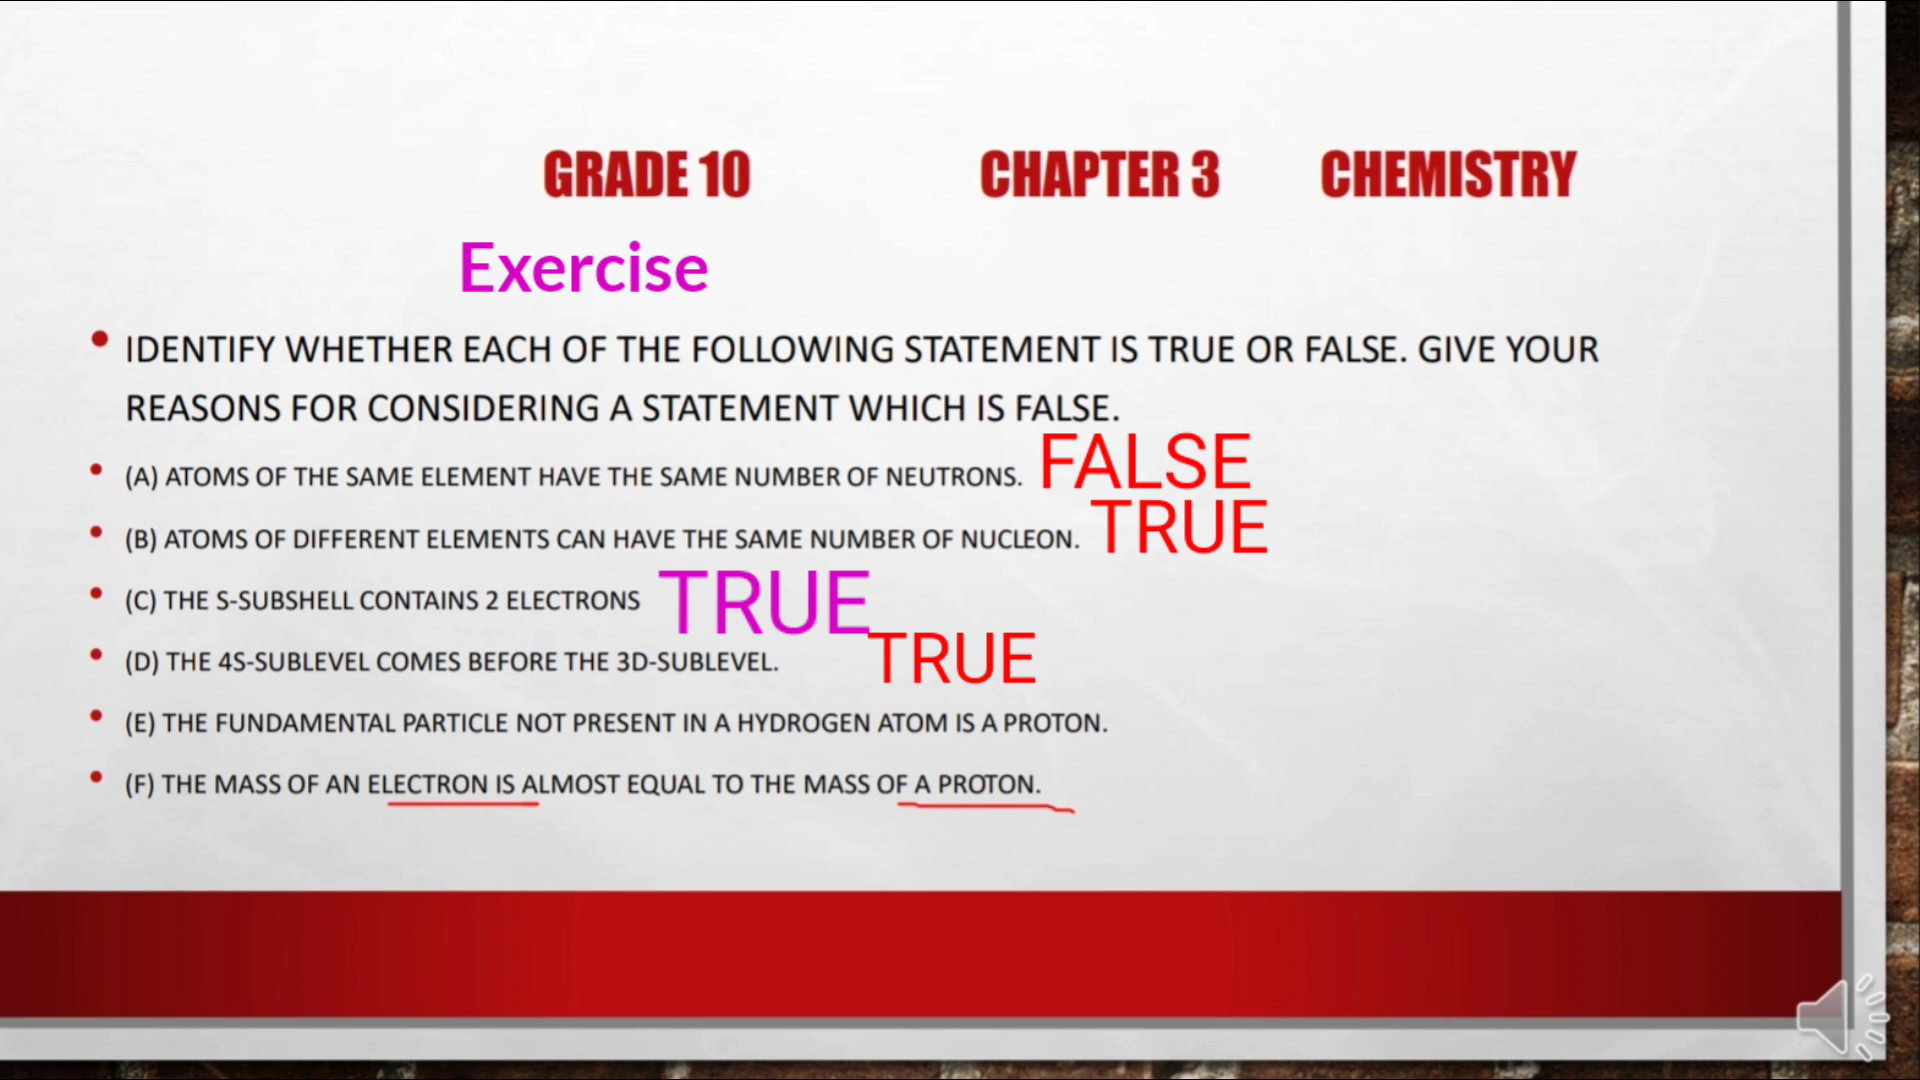 GRADE 10 CHAPTER 3 CHEMISTRY
Exercise
• IDENTIFY WHETHER EACH OF THE FOLLOWING STATEMENT IS TRUE OR FALSE. GIVE YOUR
REASONS FOR CONSIDERING A STATEMENT WHICH IS FALSE.
• (A) ATOMS OF THE SAME ELEMENT HAVE THE SAME NUMBER OF NEUTRONS. FALSE
• (B) ATOMS OF DIFFERENT ELEMENTS CAN HAVE THE SAME NUMBER OF NUCLEON. TRUE
• (C) THE S-SUBSHELL CONTAINS 2 ELECTRONS TRUE
• (D) THE 4S-SUBLEVEL COMES BEFORE THE 3D-SUBLEVEL. TRUE
• (E) THE FUNDAMENTAL PARTICLE NOT PRESENT IN A HYDROGEN ATOM IS A PROTON.
• (F) THE MASS OF AN ELECTRON IS ALMOST EQUAL TO THE MASS OF A PROTON.